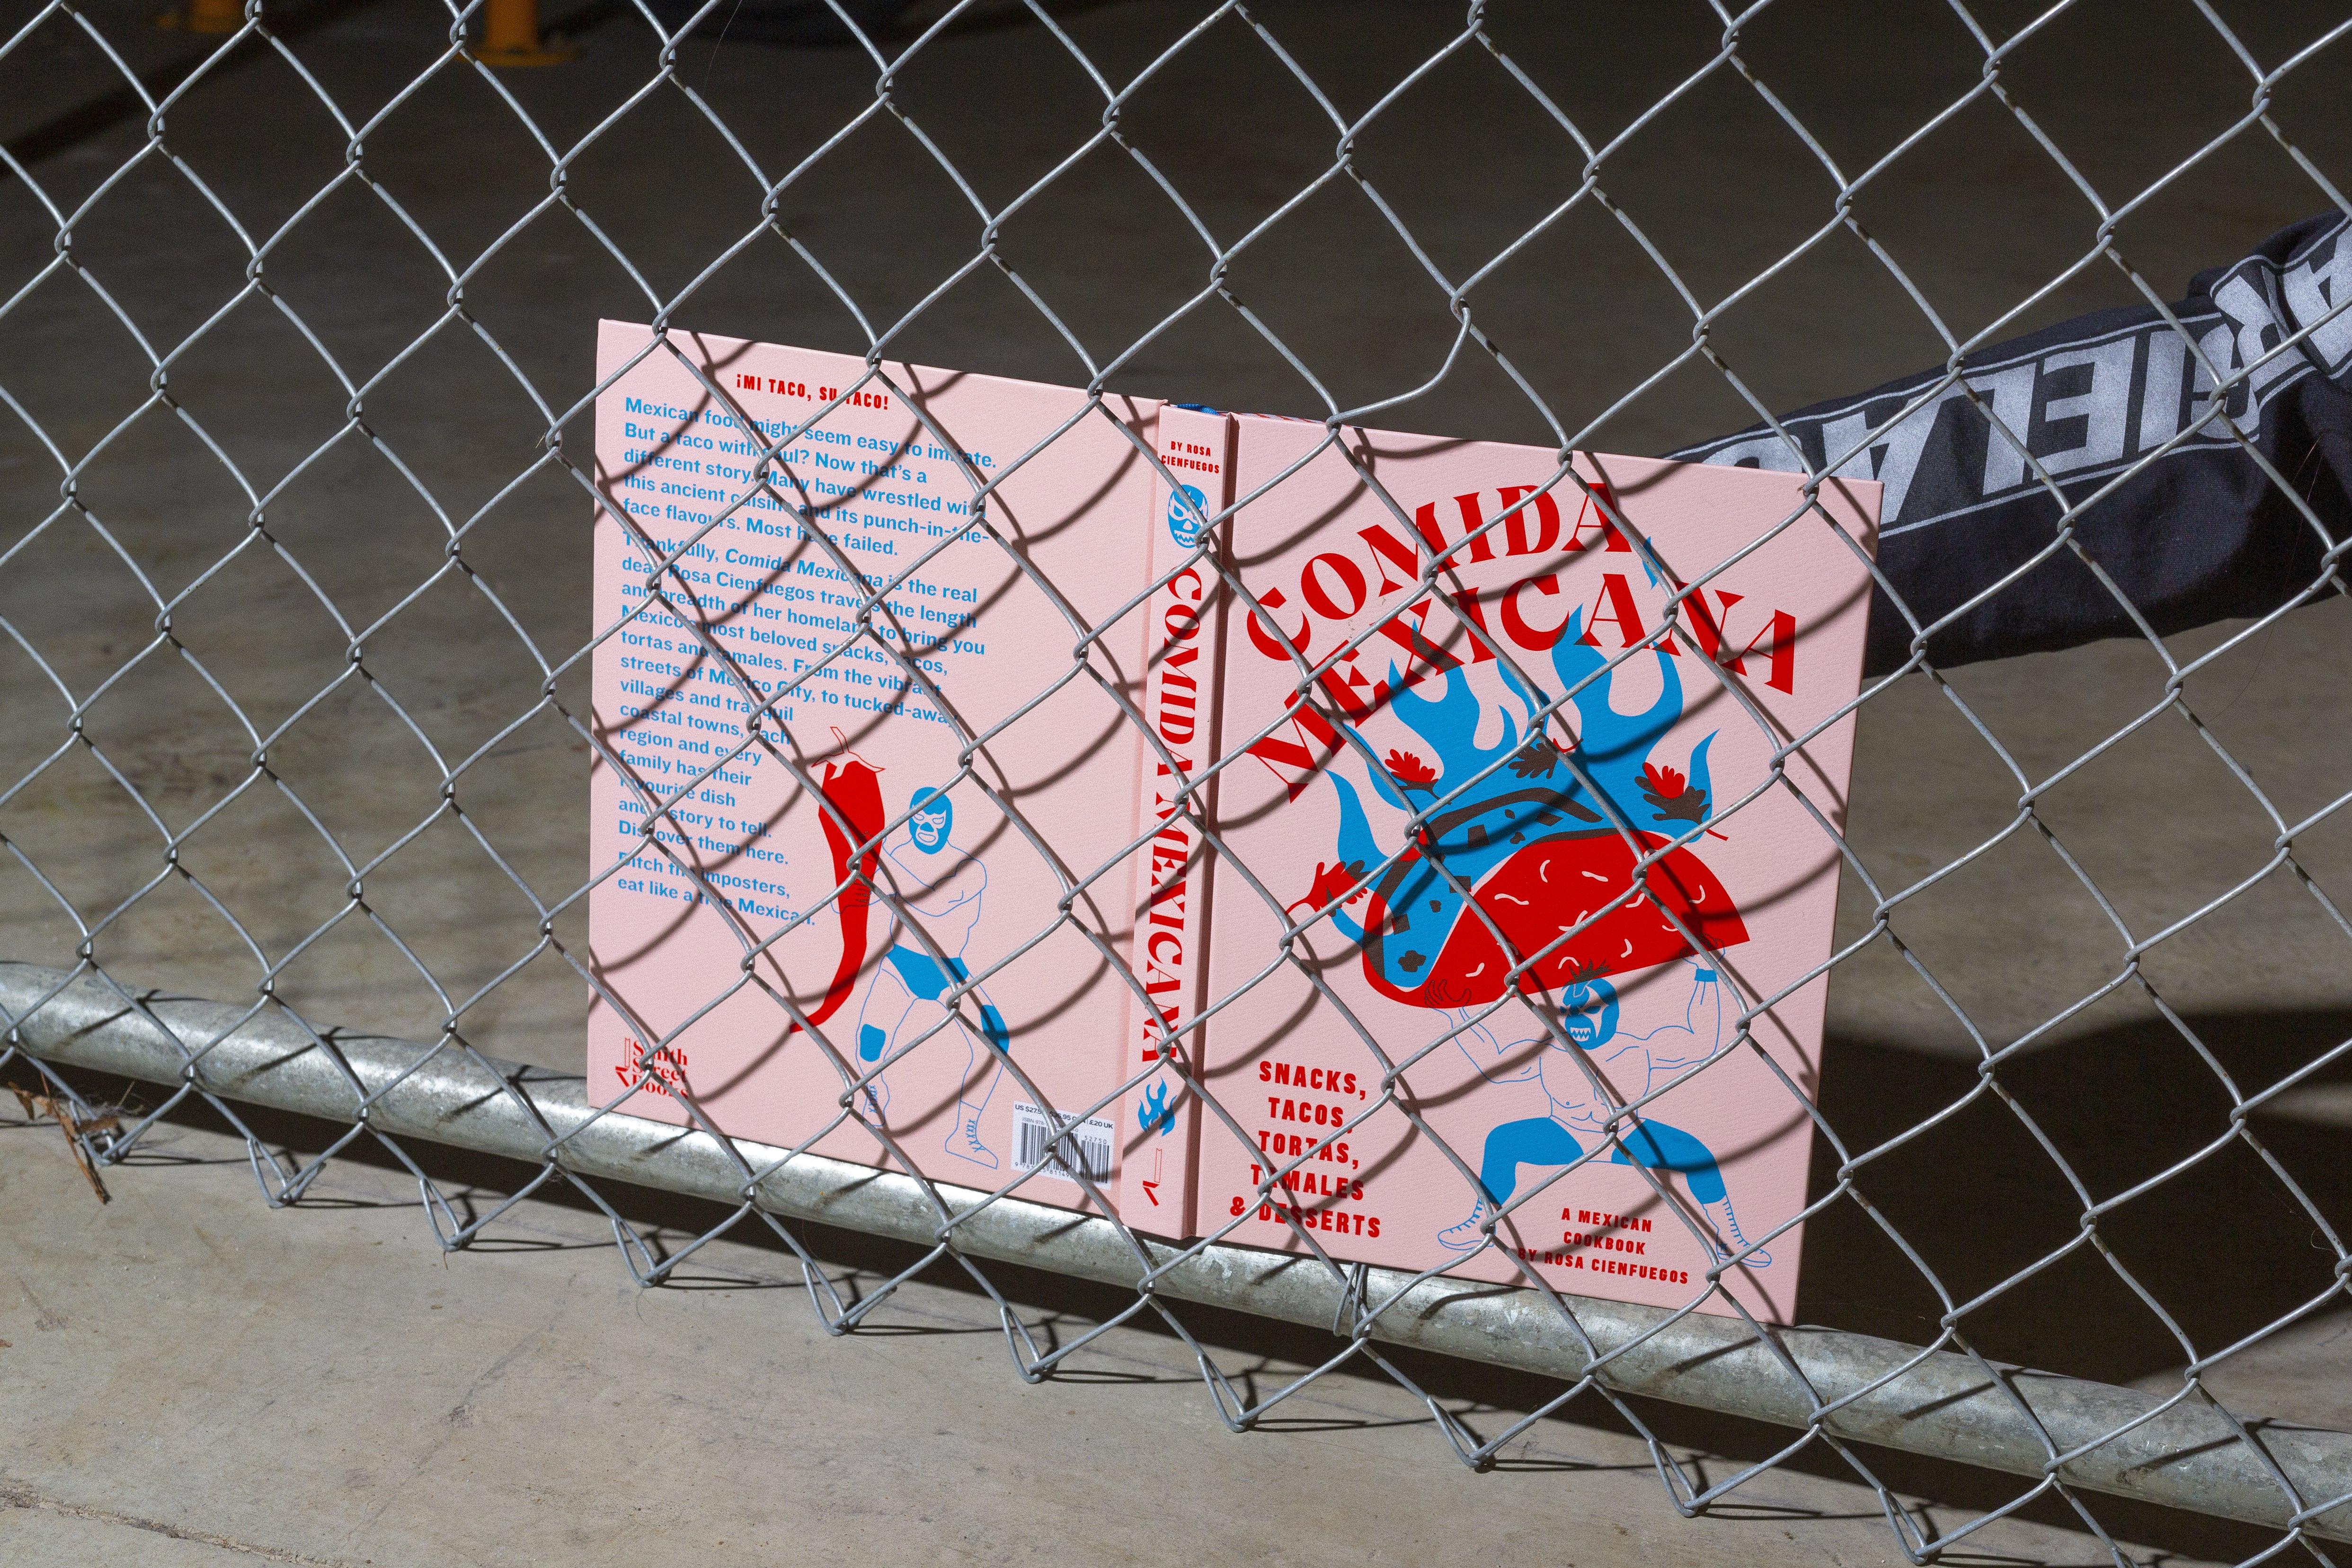 ¡MI TACO, SU TACO!
Mexican food might seem easy to imitate.
But a taco with soul? Now that's a
different story. Many have wrestled with
this ancient cuisine and its punch-in-the-
face flavours. Most have failed.
Thankfully, Comida Mexicana is the real
deal. Rosa Cienfuegos travels the length
and breadth of her homeland to bring you
Mexico's most beloved snacks, tacos,
tortas and tamales. From the vibrant
streets of Mexico City, to tucked-away
villages and tranquil
coastal towns, each
region and every
family has their
favourite dish
and story to tell.
Discover them here.
Ditch the imposters,
eat like a true Mexican.
Smith
Street
Books
£20 UK
BY ROSA
CIENFUEGOS
COMIDA MEXICANA
COMIDA
MEXICANA
SNACKS,
TACOS,
TORTAS,
TAMALES
& DESSERTS
A MEXICAN
COOKBOOK
BY ROSA CIENFUEGOS